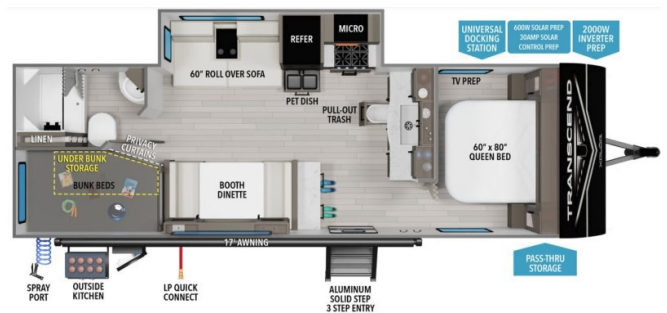 UNIVERSAL
DOCKING
STATION
600W SOLAR PREP
30AMP SOLAR
CONTROL PREP
2000W
INVERTER
PREP
REFER
MICRO
60" ROLL OVER SOFA
PET DISH
PULL-OUT
TRASH
TV PREP
60" x 80"
QUEEN BED
TRANSCEND
LINEN
PRIVACY
CURTAINS
UNDER BUNK
STORAGE
BUNK BEDS
BOOTH
DINETTE
17' AWNING
SPRAY
PORT
OUTSIDE
KITCHEN
LP QUICK
CONNECT
ALUMINUM
SOLID STEP
3 STEP ENTRY
PASS-THRU
STORAGE